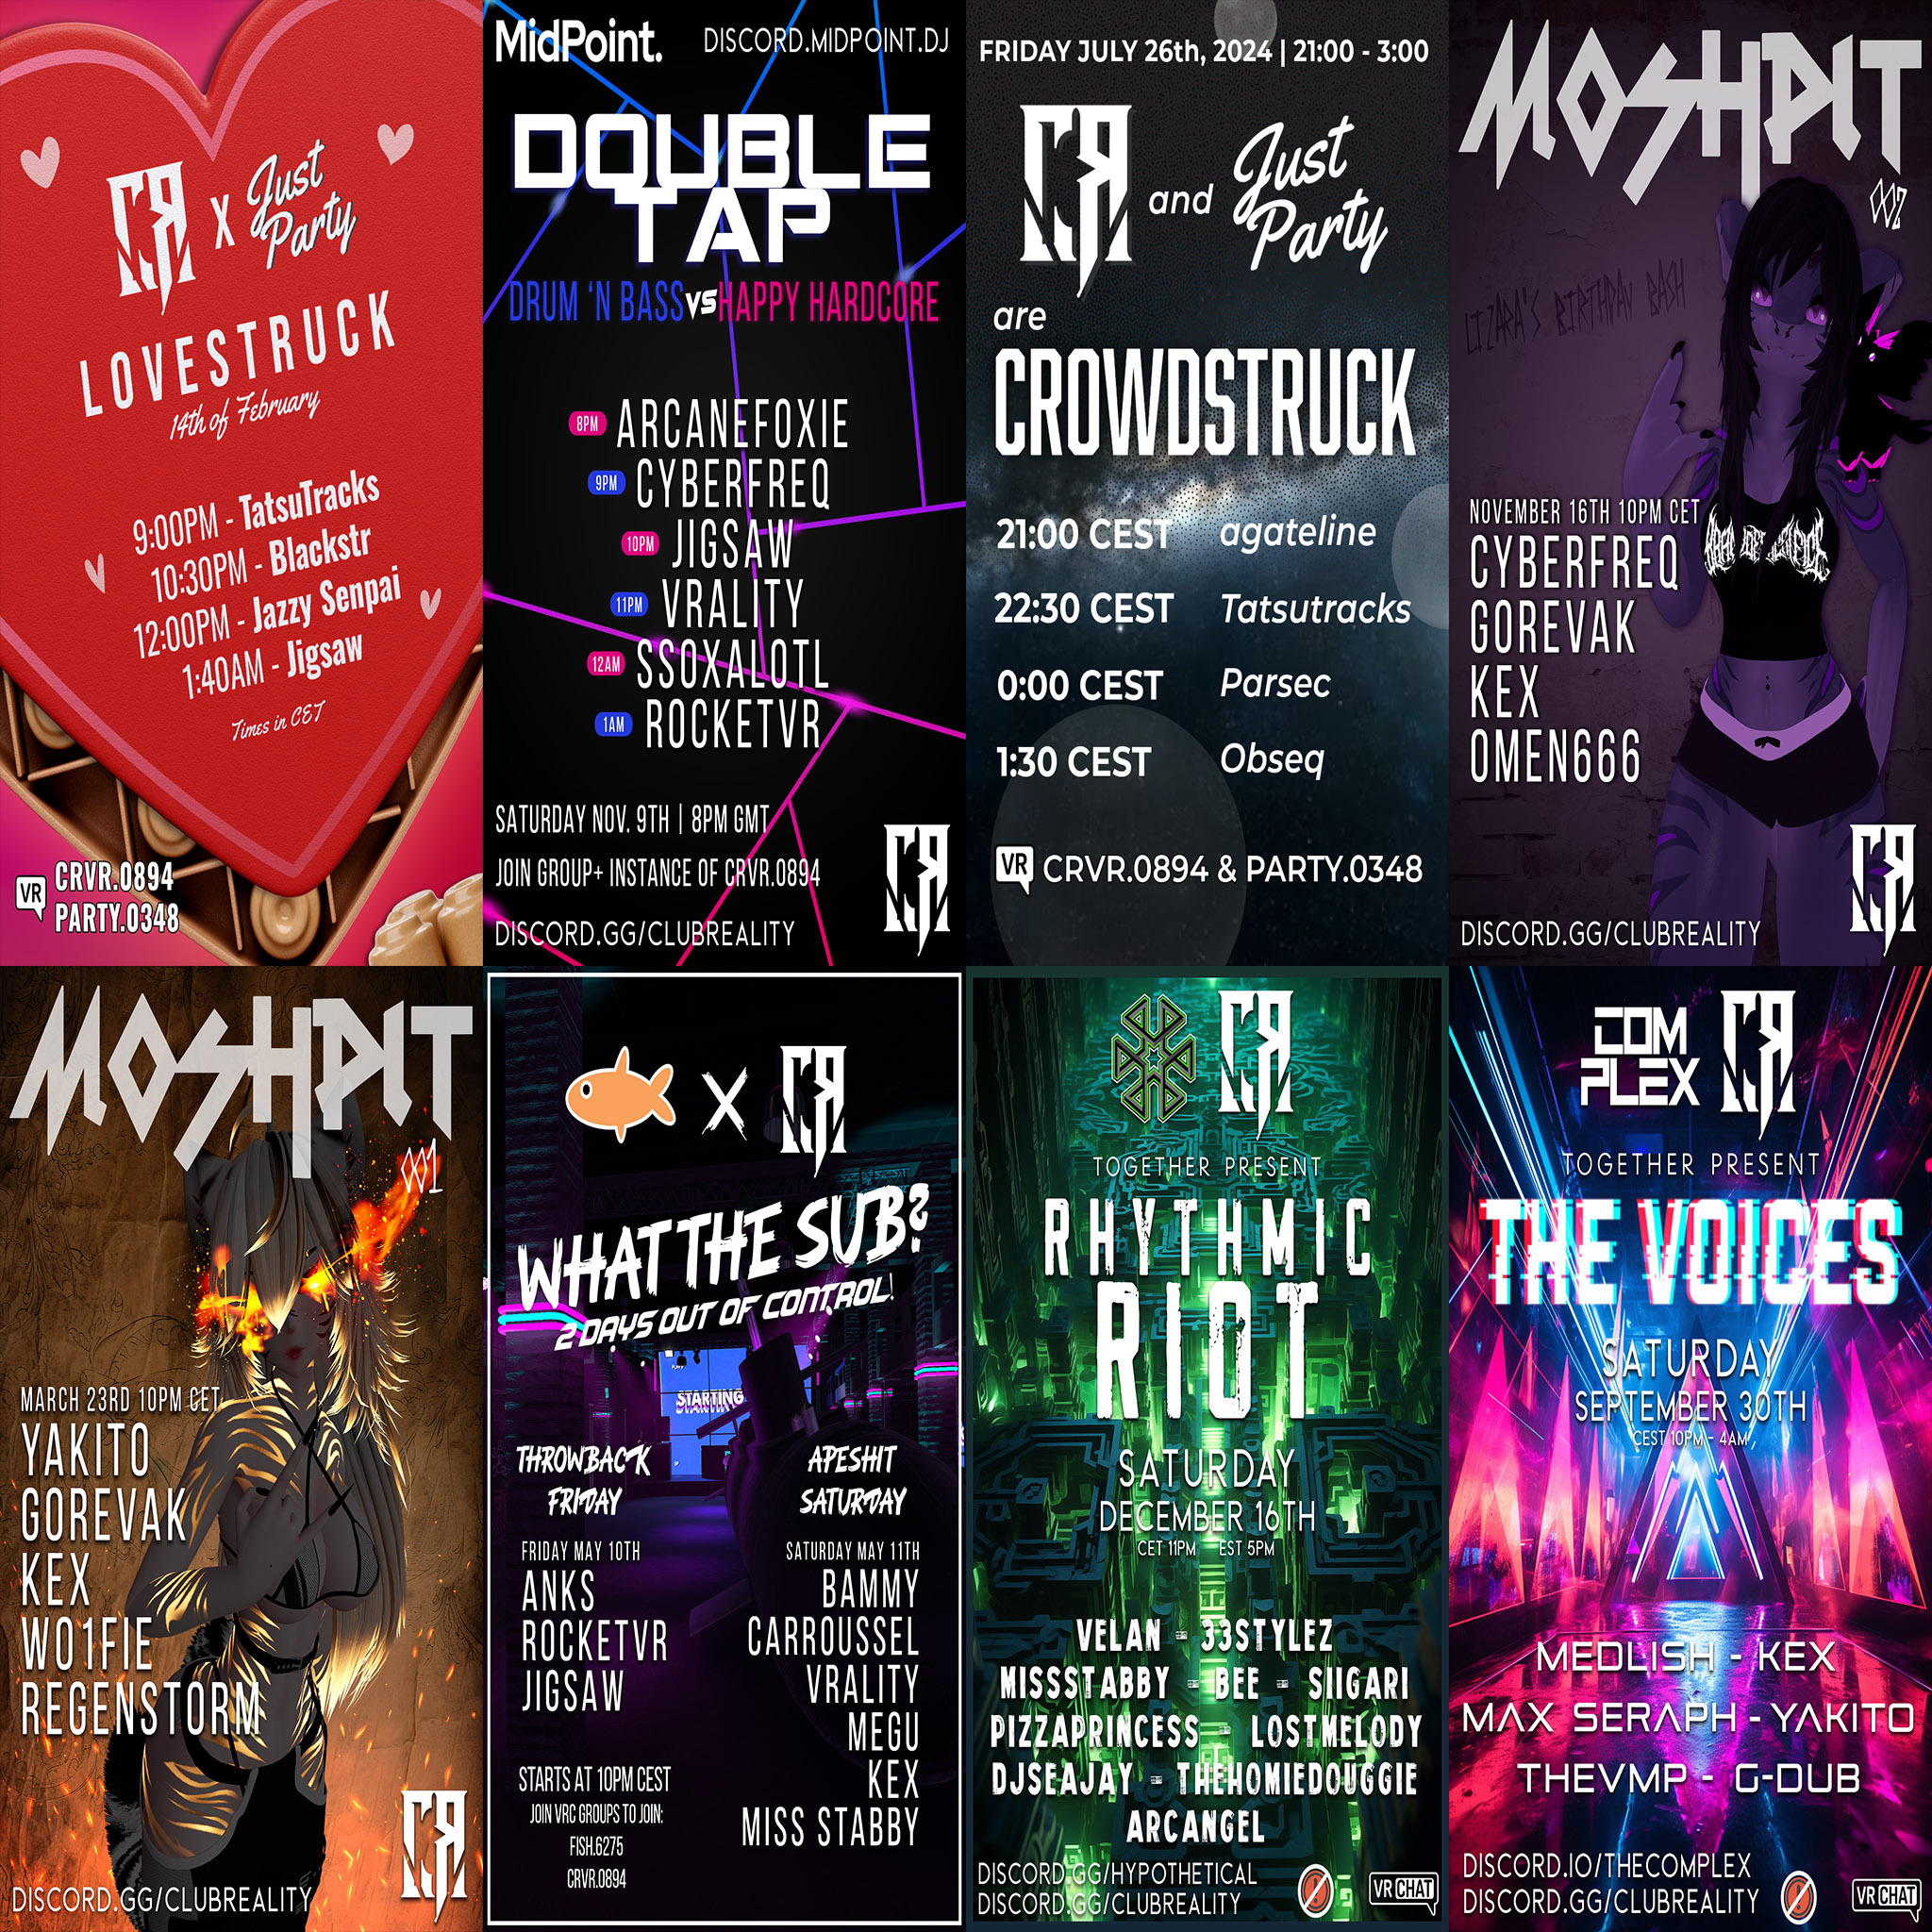 CR X Just Party
LOVESTRUCK
14th of February
9:00PM - TatsuTracks
10:30PM - Blackstr
12:00PM - Jazzy Senpai
1:40AM - Jigsaw
Times in CET
VR
CRVR.0894
PARTY.0348
MidPoint.
DISCORD.MIDPOINT.DJ
DOUBLE
TAP
DRUM 'N BASS VS HAPPY HARDCORE
8PM ARCANEFOXIE
9PM CYBERFREQ
10PM JIGSAW
11PM VRALITY
12AM SSOXALOTL
1AM ROCKETVR
SATURDAY NOV. 9TH | 8PM GMT
JOIN GROUP+ INSTANCE OF CRVR.0894
DISCORD.GG/CLUBREALITY
CR
FRIDAY JULY 26th, 2024 | 21:00 - 3:00
CR and Just Party
are
CROWDSTRUCK
21:00 CEST agateline
22:30 CEST Tatsutracks
0:00 CEST Parsec
1:30 CEST Obseq
VR CRVR.0894 & PARTY.0348
MOSHPIT
002
LIZARA'S BIRTHDAY BASH
NOVEMBER 16TH 10PM CET
CYBERFREQ
GOREVAK
KEX
OMEN666
DISCORD.GG/CLUBREALITY
CR
MOSHPIT
001
MARCH 23RD 10PM CET
YAKITO
GOREVAK
KEX
WO1FIE
REGENSTORM
DISCORD.GG/CLUBREALITY
CR
X CR
WHAT THE SUB?
2 DAYS OUT OF CONTROL!
STARTING
THROWBACK
FRIDAY
FRIDAY MAY 10TH
ANKS
ROCKETVR
JIGSAW
STARTS AT 10PM CEST
JOIN VRC GROUPS TO JOIN:
FISH.6275
CRVR.0894
APESHIT
SATURDAY
SATURDAY MAY 11TH
BAMMY
CARROUSSEL
VRALITY
MEGU
KEX
MISS STABBY
CR
TOGETHER PRESENT
RHYTHMIC
RIOT
SATURDAY
DECEMBER 16TH
CET 11PM EST 5PM
VELAN - 33STYLEZ
MISSSTABBY - BEE - SIIGARI
PIZZAPRINCESS - LOSTMELODY
DJSEAJAY - THEHOMIEDOUGGIE
ARCANGEL
DISCORD.GG/HYPOTHETICAL
DISCORD.GG/CLUBREALITY
VRCHAT
COM
PLEX
CR
TOGETHER PRESENT
THE VOICES
SATURDAY
SEPTEMBER 30TH
CEST 10PM - 4AM
MEDLISH - KEX
MAX SERAPH - YAKITO
THEVMP - G-DUB
DISCORD.IO/THECOMPLEX
DISCORD.GG/CLUBREALITY
VRCHAT